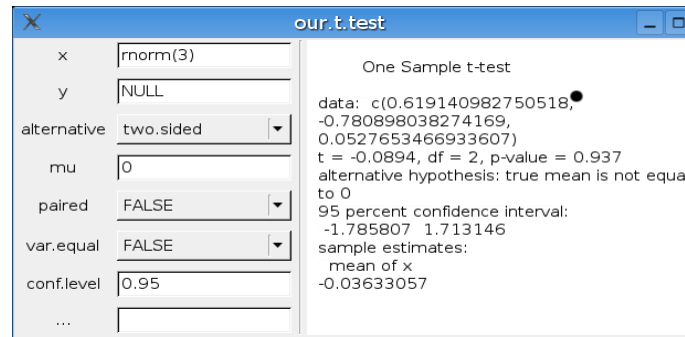 our.t.test
x rnorm(3)
y NULL
alternative two.sided
mu 0
paired FALSE
var.equal FALSE
conf.level 0.95
...
One Sample t-test
data: c(0.619140982750518,
-0.780898038274169,
0.0527653466933607)
t = -0.0894, df = 2, p-value = 0.937
alternative hypothesis: true mean is not equa
to 0
95 percent confidence interval:
-1.785807 1.713146
sample estimates:
mean of x
-0.03633057